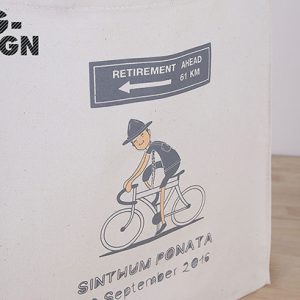 RETIREMENT AHEAD
61 KM
SINTHUM PONATA
September 2016